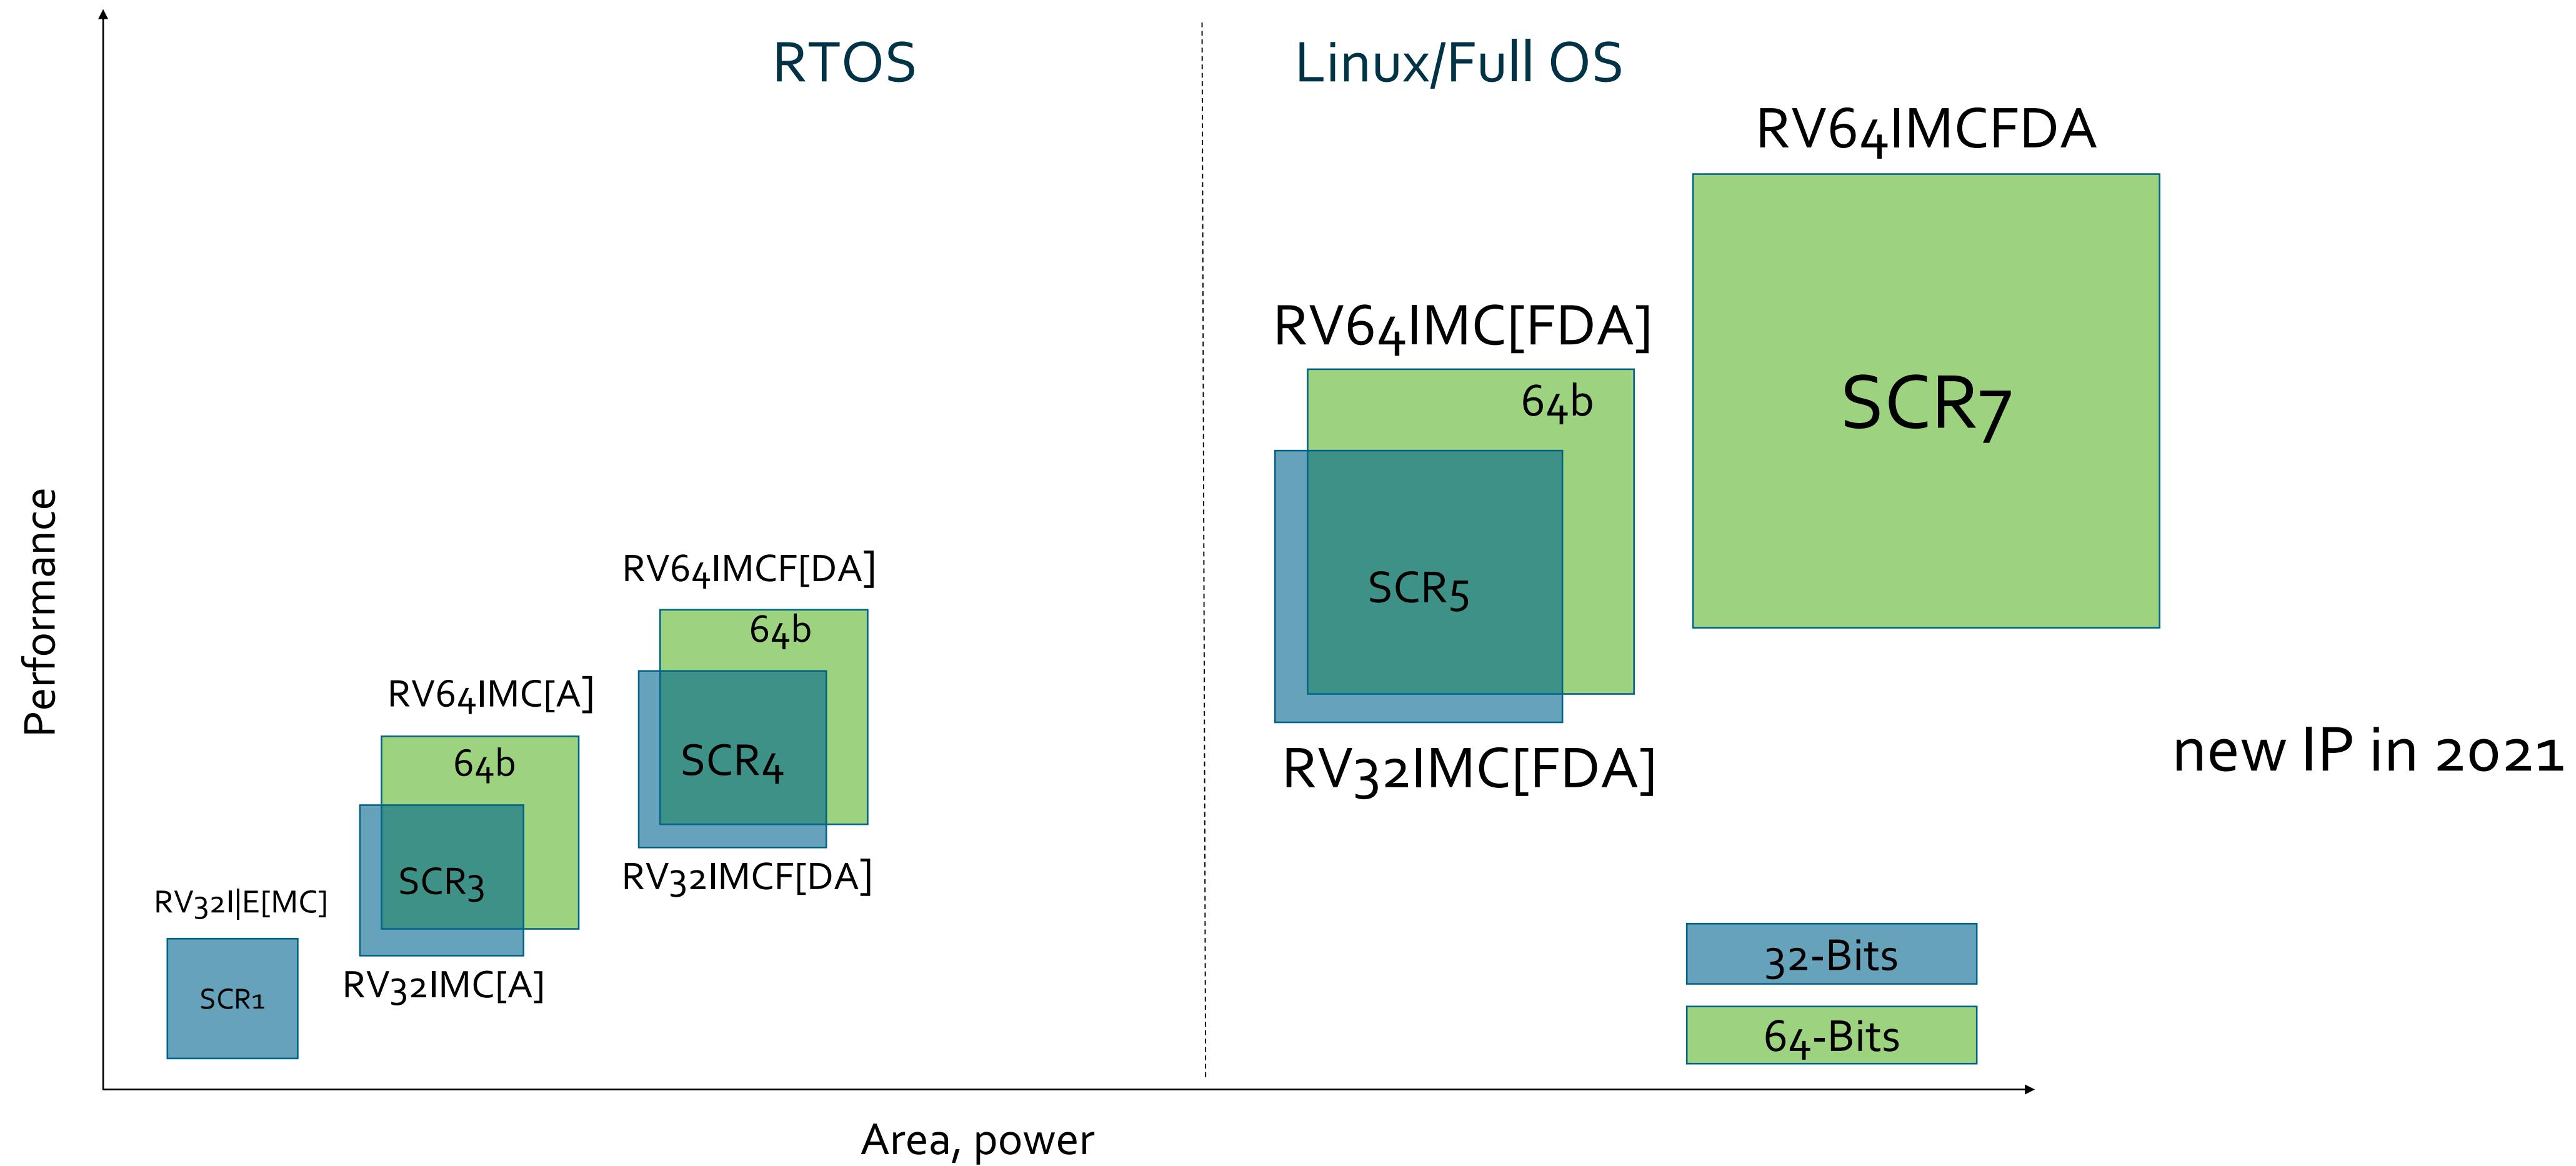 RTOS
Linux/Full OS
RV64IMCFDA
SCR7
RV64IMC[FDA]
64b
SCR5
RV32IMC[FDA]
RV64IMCF[DA]
64b
SCR4
RV32IMCF[DA]
RV64IMC[A]
64b
SCR3
RV32IMC[A]
RV32I|E[MC]
SCR1
new IP in 2021
32-Bits
64-Bits
Performance
Area, power